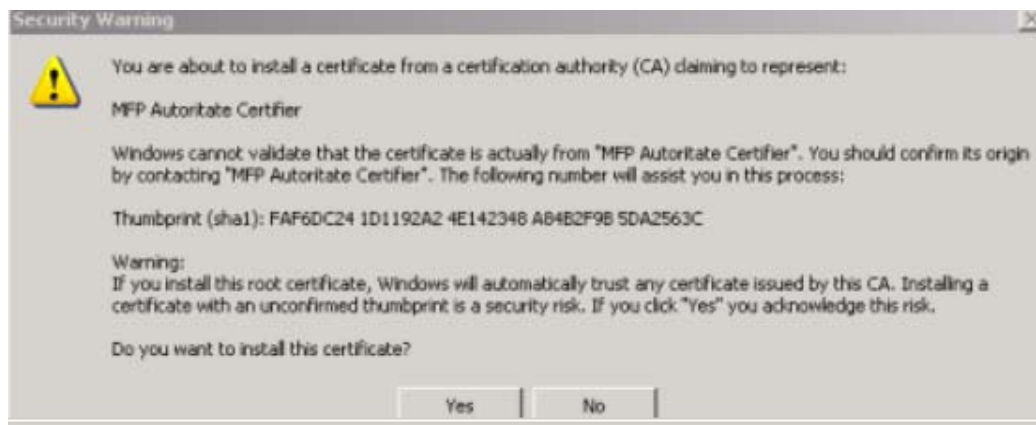 Security Warning
You are about to install a certificate from a certification authority (CA) claiming to represent:
MFP Autoritate Certifier
Windows cannot validate that the certificate is actually from "MFP Autoritate Certifier". You should confirm its origin
by contacting "MFP Autoritate Certifier". The following number will assist you in this process:
Thumbprint (sha1): FAF6DC24 1D1192A2 4E142348 A84B2F9B 5DA2563C
Warning:
If you install this root certificate, Windows will automatically trust any certificate issued by this CA. Installing a
certificate with an unconfirmed thumbprint is a security risk. If you click "Yes" you acknowledge this risk.
Do you want to install this certificate?
Yes No